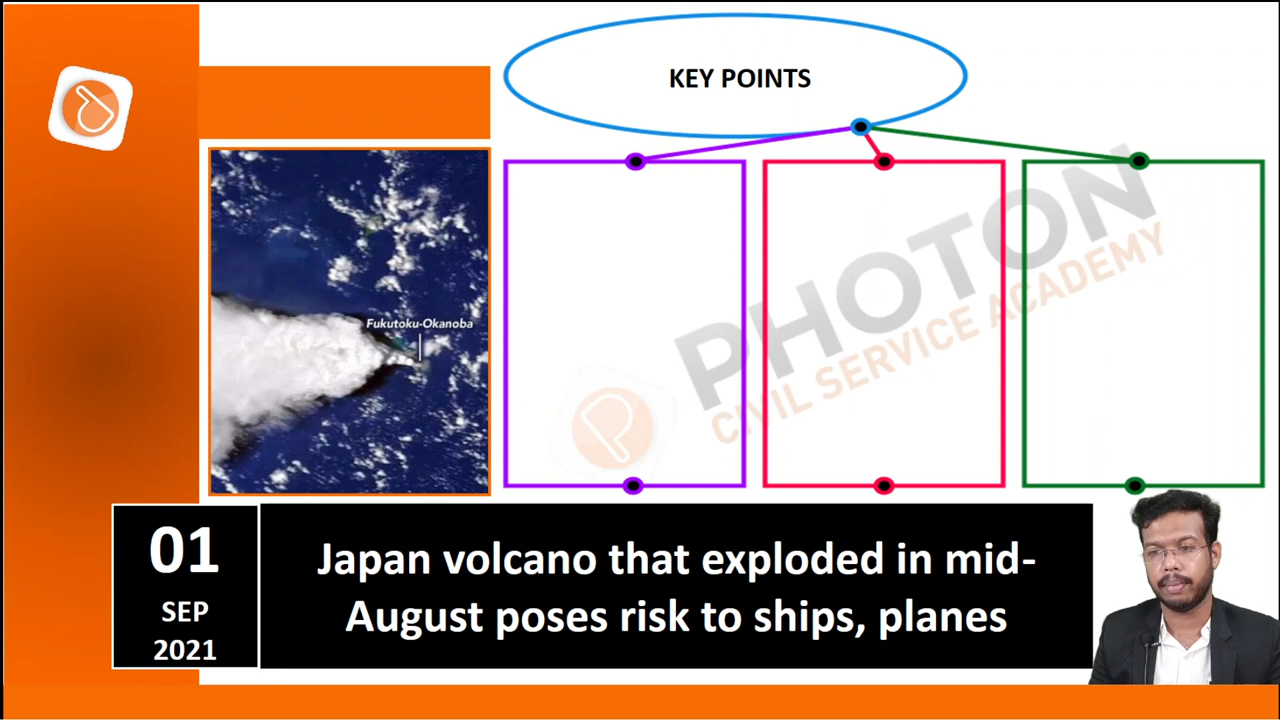 KEY POINTS
PHOTON
CIVIL SERVICE ACADEMY
Fukutoku-Okanoba
01
SEP
2021
Japan volcano that exploded in mid-
August poses risk to ships, planes